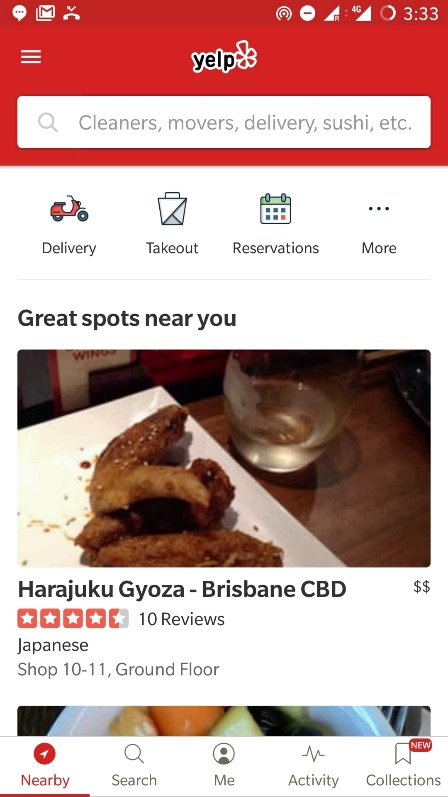 4G 3:33
yelp
Cleaners, movers, delivery, sushi, etc.
Delivery Takeout Reservations More
Great spots near you
WINGS
Harajuku Gyoza - Brisbane CBD $$
10 Reviews
Japanese
Shop 10-11, Ground Floor
NEW
Nearby Search Me Activity Collections